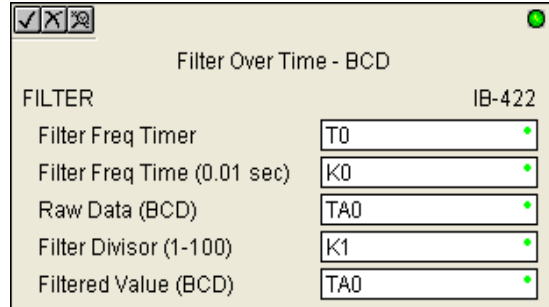 Filter Over Time - BCD
FILTER IB-422
Filter Freq Timer T0
Filter Freq Time (0.01 sec) K0
Raw Data (BCD) TA0
Filter Divisor (1-100) K1
Filtered Value (BCD) TA0